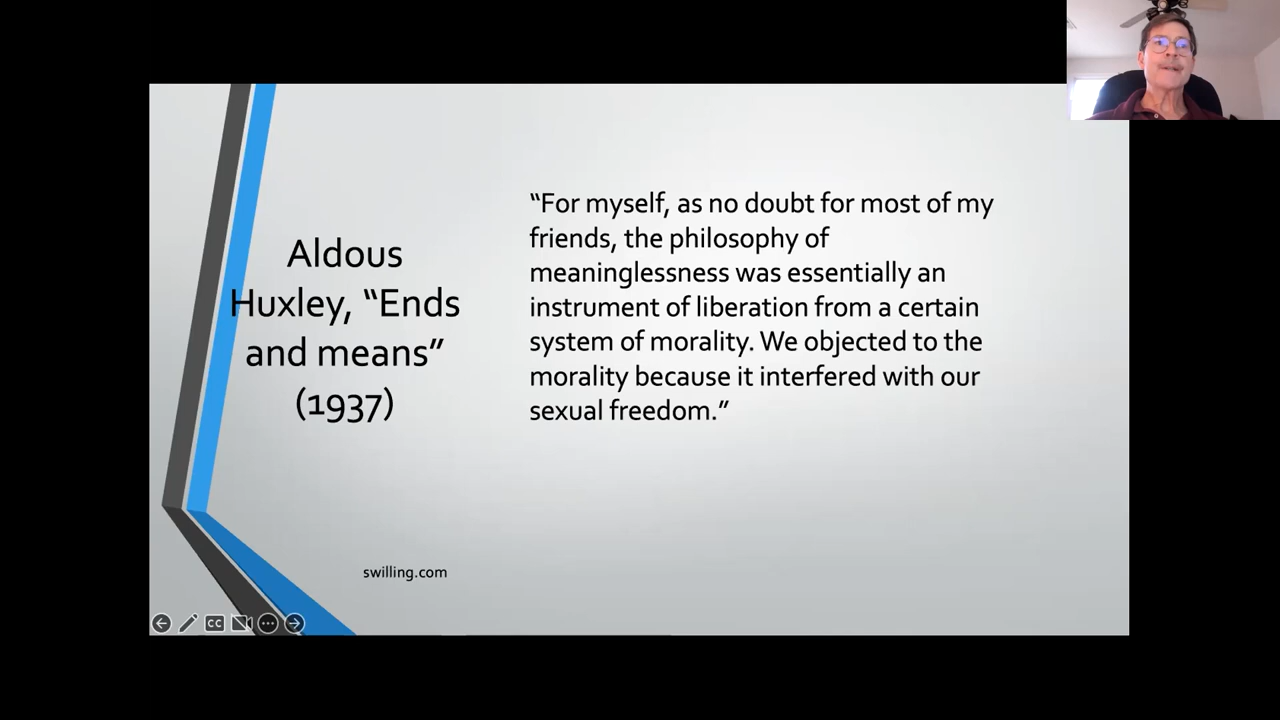 Aldous
Huxley, “Ends
and means”
(1937)
“For myself, as no doubt for most of my
friends, the philosophy of
meaninglessness was essentially an
instrument of liberation from a certain
system of morality. We objected to the
morality because it interfered with our
sexual freedom.”
swilling.com
CC